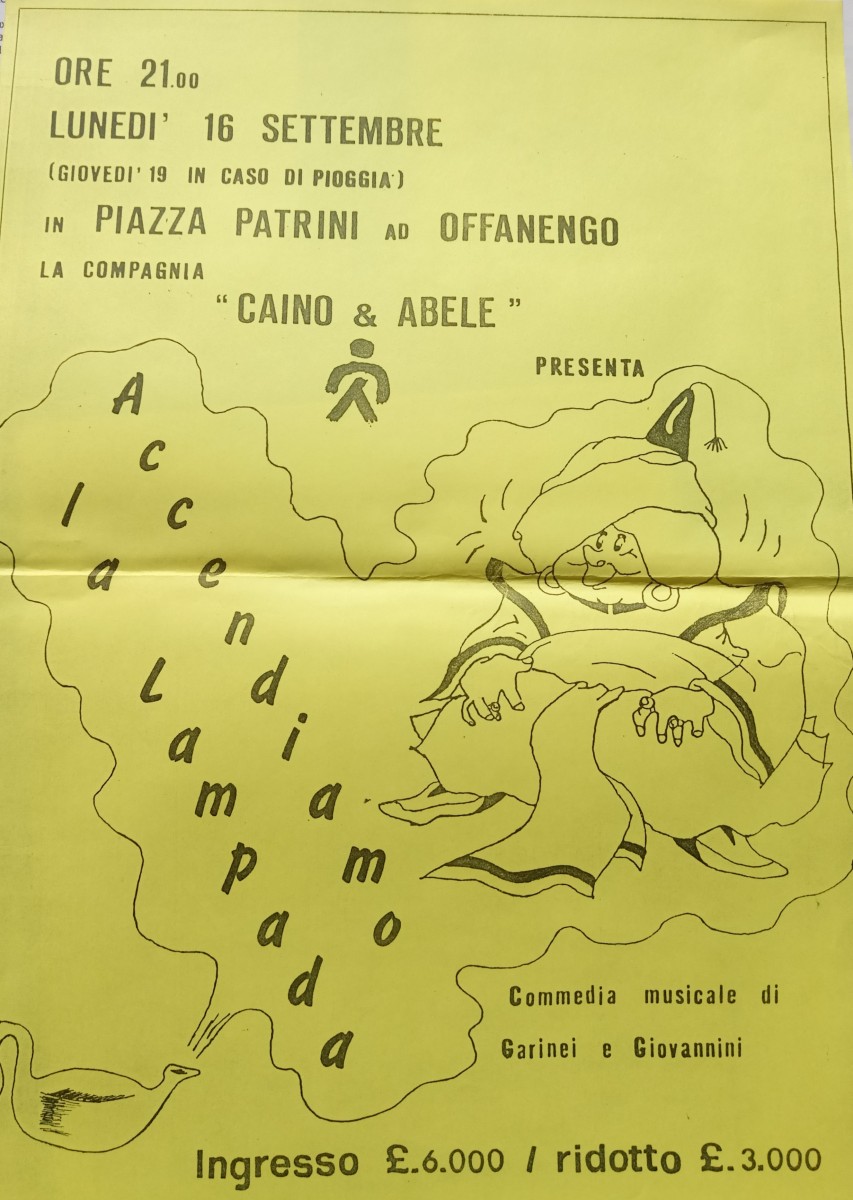 ORE 21.00
LUNEDI' 16 SETTEMBRE
(GIOVEDI' 19 IN CASO DI PIOGGIA)
IN PIAZZA PATRINI AD OFFANENGO
LA COMPAGNIA
"CAINO & ABELE"
PRESENTA
Accendiamo
la
Lampada
Commedia musicale di
Garinei e Giovannini
Ingresso £.6.000 / ridotto £.3.000